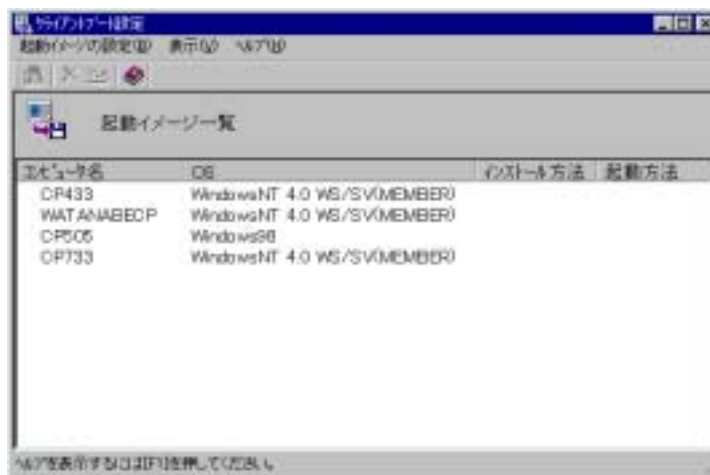 クライアントブート設定
起動イメージの設定(B) 表示(V) ヘルプ(H)
起動イメージ一覧
コンピュータ名 OS インストール方法 起動方法
CP433 WindowsNT 4.0 WS/SV(MEMBER)
WATANABECP WindowsNT 4.0 WS/SV(MEMBER)
CP505 Windows98
CP733 WindowsNT 4.0 WS/SV(MEMBER)
ヘルプを表示するには[F1]を押してください。